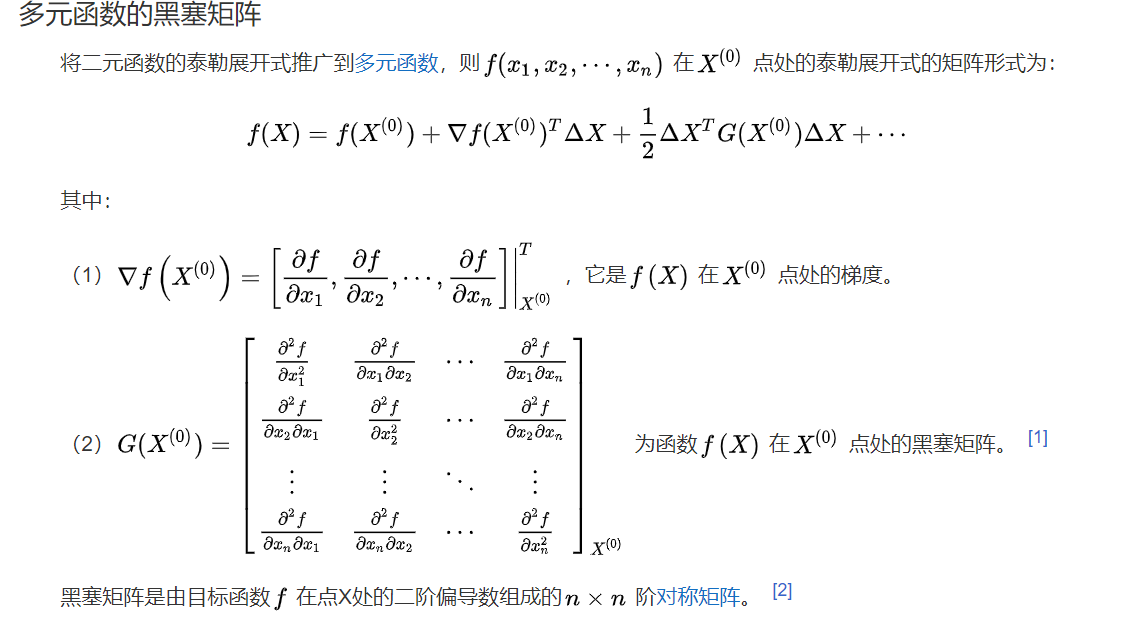 多元函数的黑塞矩阵
将二元函数的泰勒展开式推广到多元函数，则 $f(x_1, x_2, \cdots, x_n)$ 在 $X^{(0)}$ 点处的泰勒展开式的矩阵形式为：
$f(X) = f(X^{(0)}) + \nabla f(X^{(0)})^T \Delta X + \frac{1}{2} \Delta X^T G(X^{(0)}) \Delta X + \cdots$
其中：
（1） $\nabla f\left(X^{(0)}\right) = \left[\frac{\partial f}{\partial x_1}, \frac{\partial f}{\partial x_2}, \cdots, \frac{\partial f}{\partial x_n}\right]\Big|_{X^{(0)}}^T$ ，它是 $f(X)$ 在 $X^{(0)}$ 点处的梯度。
（2） $G(X^{(0)}) = \begin{bmatrix} \frac{\partial^2 f}{\partial x_1^2} & \frac{\partial^2 f}{\partial x_1 \partial x_2} & \cdots & \frac{\partial^2 f}{\partial x_1 \partial x_n} \\ \frac{\partial^2 f}{\partial x_2 \partial x_1} & \frac{\partial^2 f}{\partial x_2^2} & \cdots & \frac{\partial^2 f}{\partial x_2 \partial x_n} \\ \vdots & \vdots & \ddots & \vdots \\ \frac{\partial^2 f}{\partial x_n \partial x_1} & \frac{\partial^2 f}{\partial x_n \partial x_2} & \cdots & \frac{\partial^2 f}{\partial x_n^2} \end{bmatrix}_{X^{(0)}}$ 为函数 $f(X)$ 在 $X^{(0)}$ 点处的黑塞矩阵。 [1]
黑塞矩阵是由目标函数 $f$ 在点X处的二阶偏导数组成的 $n \times n$ 阶对称矩阵。 [2]